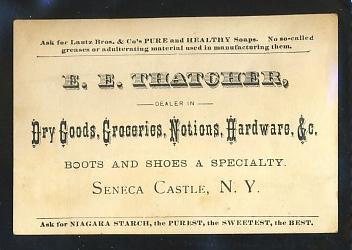 Ask for Lautz Bros. & Co's PURE and HEALTHY Soaps. No so-called
greases or adulterating material used in manufacturing them.
E. E. THATCHER,
DEALER IN
Dry Goods, Groceries, Notions, Hardware, &c.
BOOTS AND SHOES A SPECIALTY.
SENECA CASTLE, N. Y.
Ask for NIAGARA STARCH, the PUREST, the SWEETEST, the BEST.